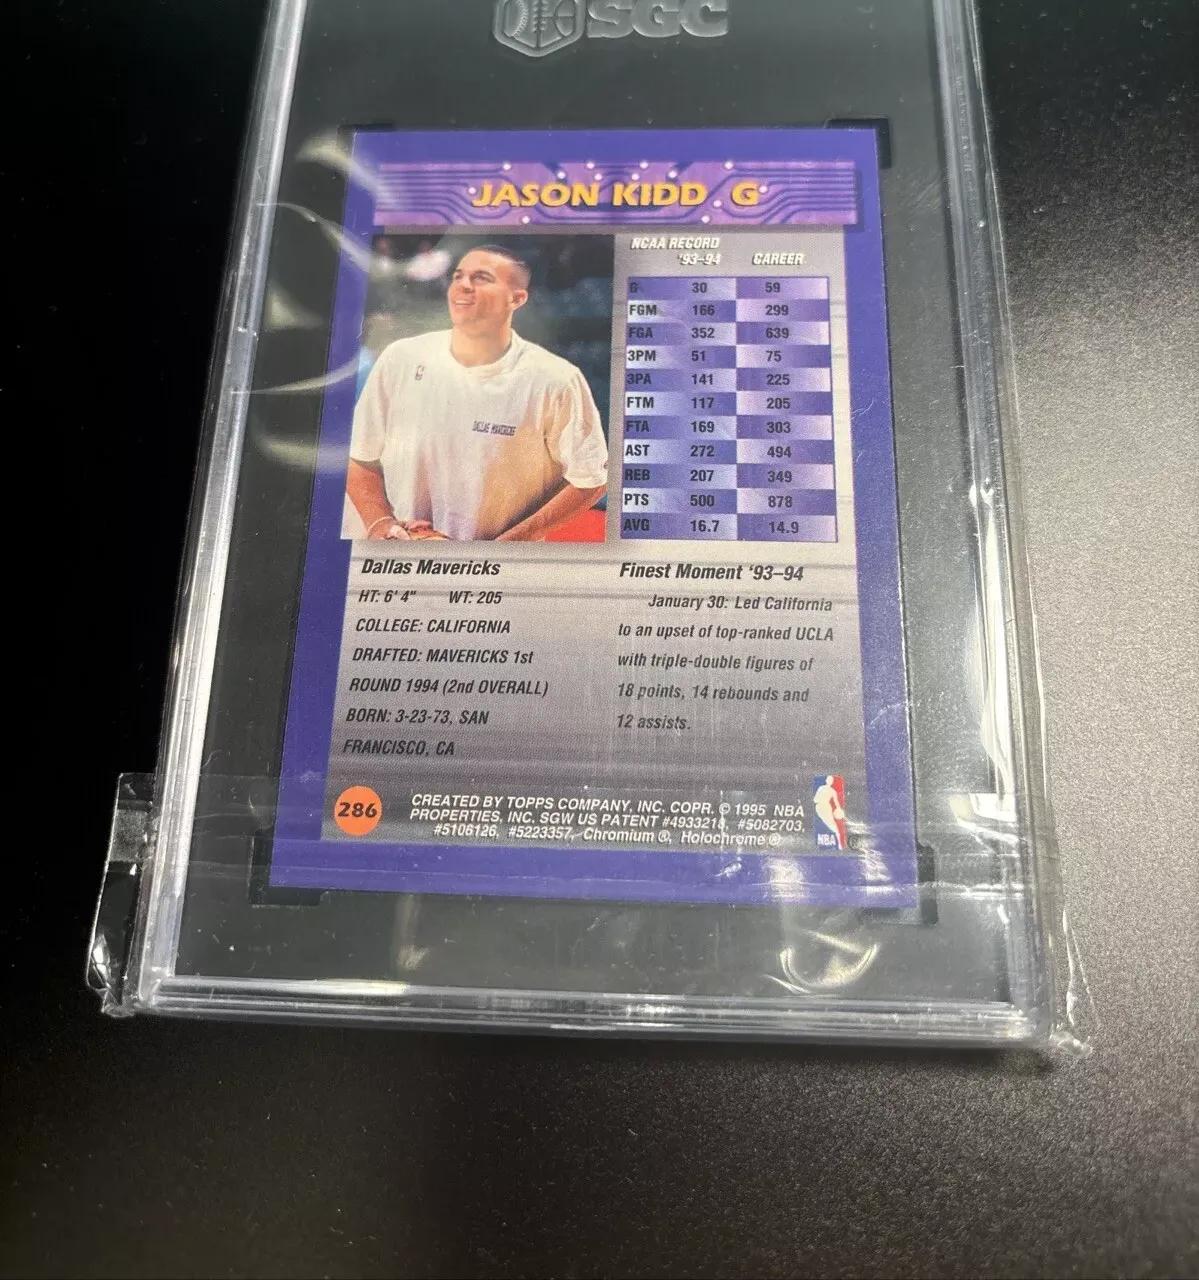 SGC
JASON KIDD G
NCAA RECORD
'93–94 CAREER
G 30 59
FGM 166 299
FGA 352 639
3PM 51 75
3PA 141 225
FTM 117 205
FTA 169 303
AST 272 494
REB 207 349
PTS 500 878
AVG 16.7 14.9
DALLAS MAVERICKS
Dallas Mavericks
HT: 6' 4" WT: 205
COLLEGE: CALIFORNIA
DRAFTED: MAVERICKS 1st
ROUND 1994 (2nd OVERALL)
BORN: 3-23-73, SAN
FRANCISCO, CA
Finest Moment '93–94
January 30: Led California
to an upset of top-ranked UCLA
with triple-double figures of
18 points, 14 rebounds and
12 assists.
286
CREATED BY TOPPS COMPANY, INC. COPR. © 1995 NBA
PROPERTIES, INC. SGW US PATENT #4933218, #5082703,
#5106126, #5223357, Chromium ®, Holochrome ®
NBA